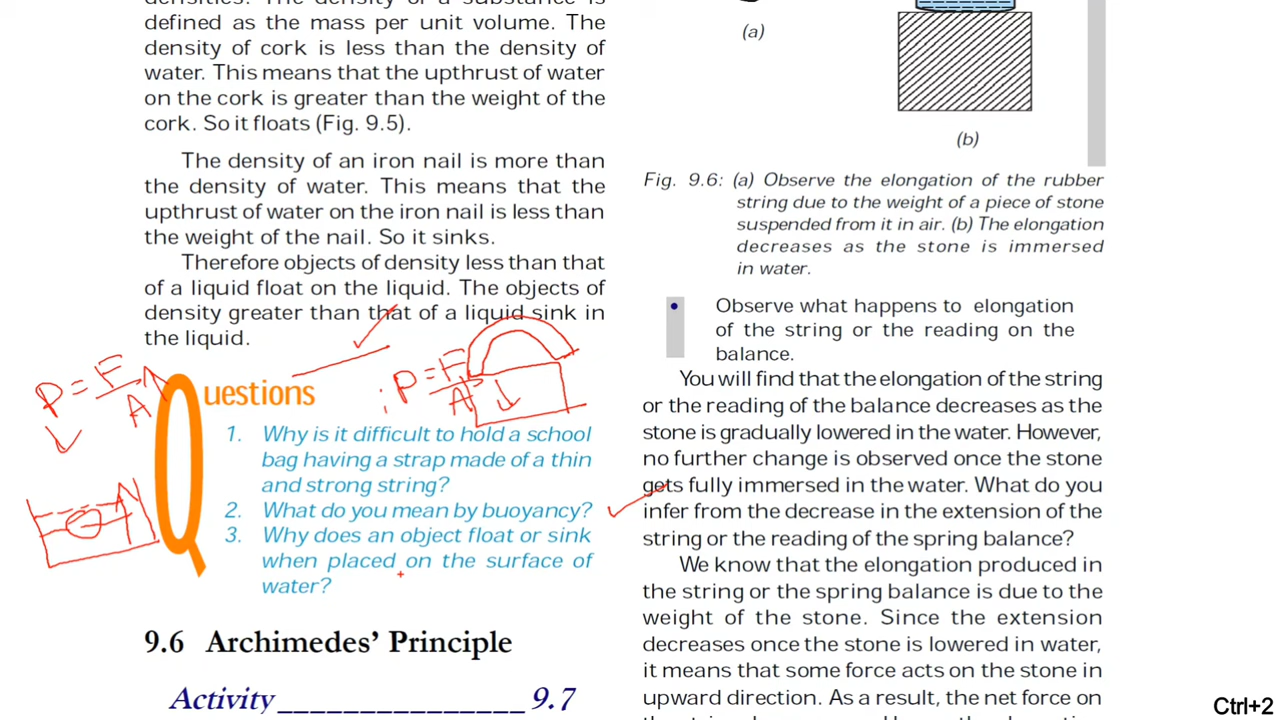 densities. The density of a substance is
defined as the mass per unit volume. The
density of cork is less than the density of
water. This means that the upthrust of water
on the cork is greater than the weight of the
cork. So it floats (Fig. 9.5).
The density of an iron nail is more than
the density of water. This means that the
upthrust of water on the iron nail is less than
the weight of the nail. So it sinks.
Therefore objects of density less than that
of a liquid float on the liquid. The objects of
density greater than that of a liquid sink in
the liquid.
P = F
A
; P = F
A
Questions
1. Why is it difficult to hold a school
bag having a strap made of a thin
and strong string?
2. What do you mean by buoyancy?
3. Why does an object float or sink
when placed on the surface of
water?
9.6 Archimedes’ Principle
Activity _______________ 9.7
(a)
(b)
Fig. 9.6: (a) Observe the elongation of the rubber
string due to the weight of a piece of stone
suspended from it in air. (b) The elongation
decreases as the stone is immersed
in water.
• Observe what happens to elongation
of the string or the reading on the
balance.
You will find that the elongation of the string
or the reading of the balance decreases as the
stone is gradually lowered in the water. However,
no further change is observed once the stone
gets fully immersed in the water. What do you
infer from the decrease in the extension of the
string or the reading of the spring balance?
We know that the elongation produced in
the string or the spring balance is due to the
weight of the stone. Since the extension
decreases once the stone is lowered in water,
it means that some force acts on the stone in
upward direction. As a result, the net force on
Ctrl+2